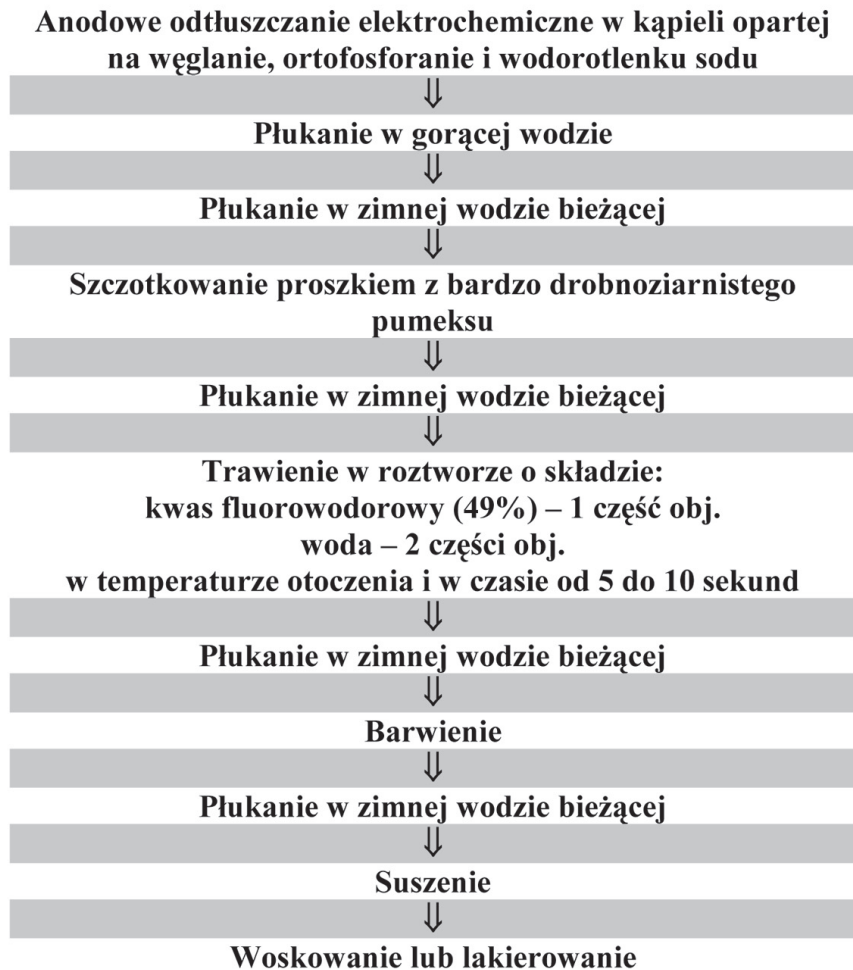 Anodowe odtłuszczanie elektrochemiczne w kąpieli opartej
na węglanie, ortofosforanie i wodorotlenku sodu
⇓
Płukanie w gorącej wodzie
⇓
Płukanie w zimnej wodzie bieżącej
⇓
Szczotkowanie proszkiem z bardzo drobnoziarnistego
pumeksu
⇓
Płukanie w zimnej wodzie bieżącej
⇓
Trawienie w roztworze o składzie:
kwas fluorowodorowy (49%) – 1 część obj.
woda – 2 części obj.
w temperaturze otoczenia i w czasie od 5 do 10 sekund
⇓
Płukanie w zimnej wodzie bieżącej
⇓
Barwienie
⇓
Płukanie w zimnej wodzie bieżącej
⇓
Suszenie
⇓
Woskowanie lub lakierowanie